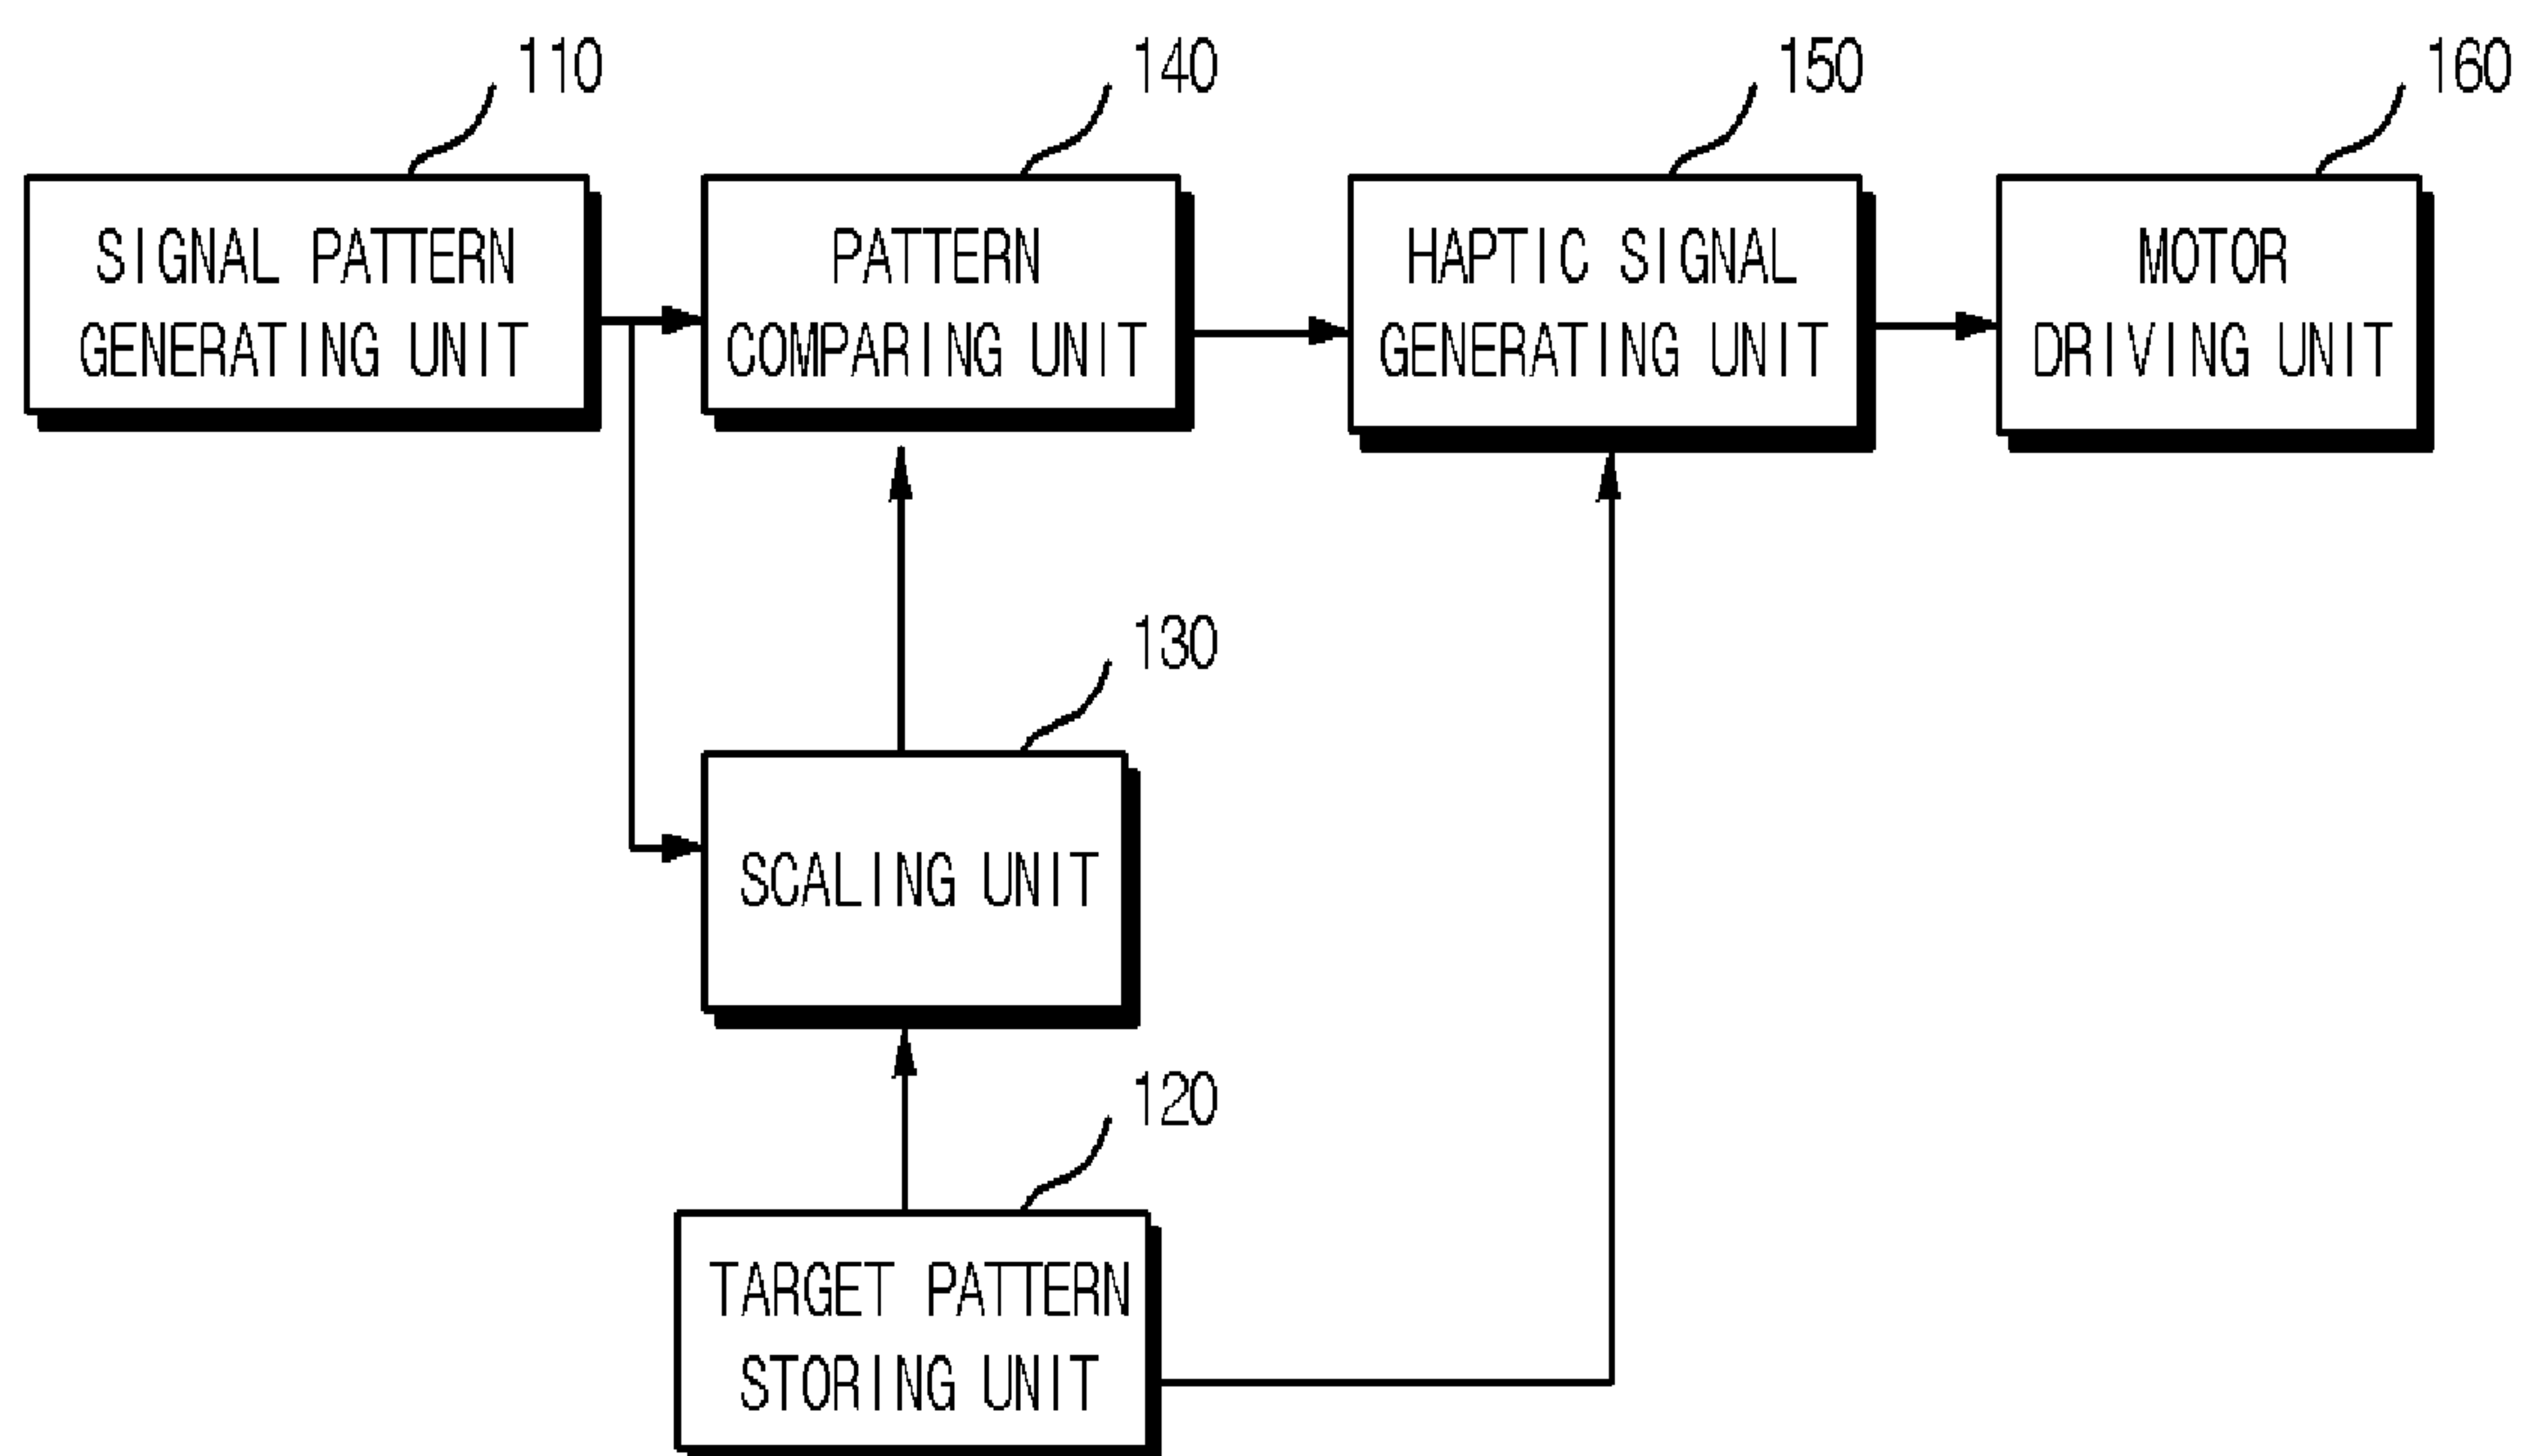 110
140
150
160
SIGNAL PATTERN
GENERATING UNIT
PATTERN
COMPARING UNIT
HAPTIC SIGNAL
GENERATING UNIT
MOTOR
DRIVING UNIT
130
SCALING UNIT
120
TARGET PATTERN
STORING UNIT